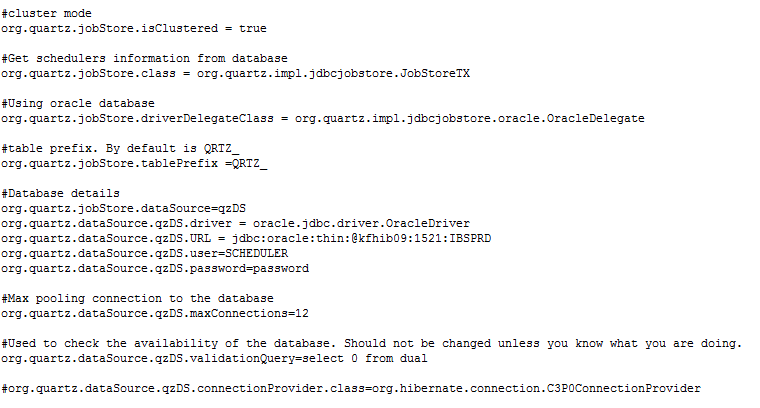 #cluster mode
org.quartz.jobStore.isClustered = true
#Get schedulers information from database
org.quartz.jobStore.class = org.quartz.impl.jdbcjobstore.JobStoreTX
#Using oracle database
org.quartz.jobStore.driverDelegateClass = org.quartz.impl.jdbcjobstore.oracle.OracleDelegate
#table prefix. By default is QRTZ_
org.quartz.jobStore.tablePrefix =QRTZ_
#Database details
org.quartz.jobStore.dataSource=qzDS
org.quartz.dataSource.qzDS.driver = oracle.jdbc.driver.OracleDriver
org.quartz.dataSource.qzDS.URL = jdbc:oracle:thin:@kfhib09:1521:IBSPRD
org.quartz.dataSource.qzDS.user=SCHEDULER
org.quartz.dataSource.qzDS.password=password
#Max pooling connection to the database
org.quartz.dataSource.qzDS.maxConnections=12
#Used to check the availability of the database. Should not be changed unless you know what you are doing.
org.quartz.dataSource.qzDS.validationQuery=select 0 from dual
#org.quartz.dataSource.qzDS.connectionProvider.class=org.hibernate.connection.C3P0ConnectionProvider